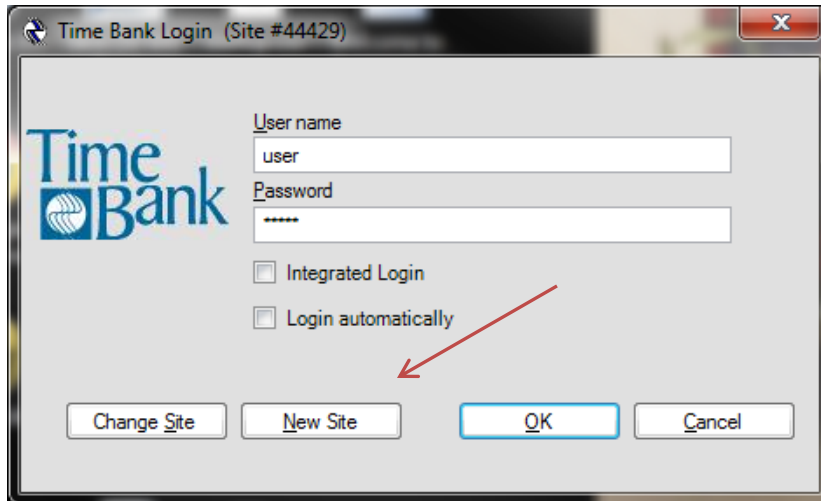 Time Bank Login (Site #44429)
x
Time
Bank
User name
user
Password
*****
Integrated Login
Login automatically
Change Site
New Site
OK
Cancel